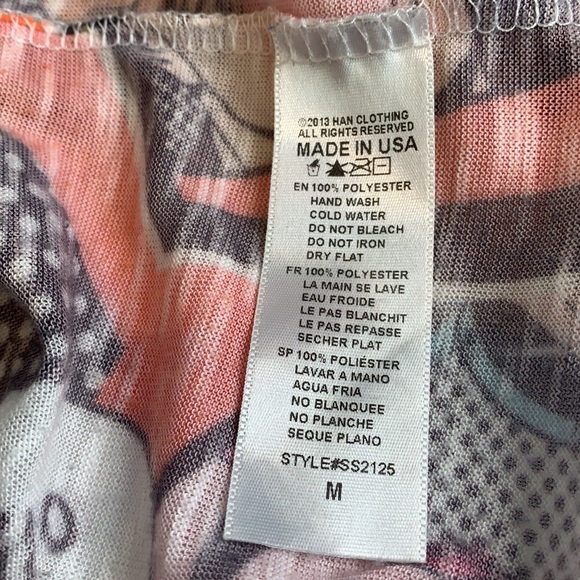 ©2013 HAN CLOTHING
ALL RIGHTS RESERVED
MADE IN USA
EN 100% POLYESTER
HAND WASH
COLD WATER
DO NOT BLEACH
DO NOT IRON
DRY FLAT
FR 100% POLYESTER
LA MAIN SE LAVE
EAU FROIDE
LE PAS BLANCHIT
LE PAS REPASSE
SECHER PLAT
SP 100% POLIÉSTER
LAVAR A MANO
AGUA FRIA
NO BLANQUEE
NO PLANCHE
SEQUE PLANO
STYLE#SS2125
M